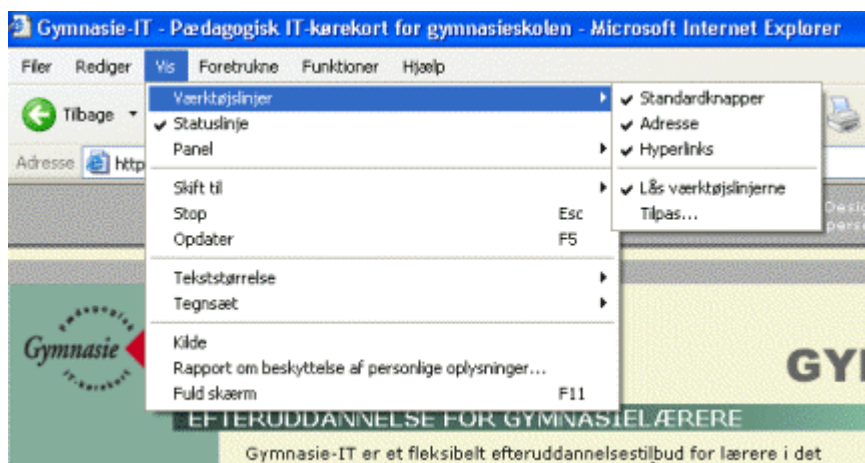 Gymnasie-IT - Pædagogisk IT-kørekort for gymnasieskolen - Microsoft Internet Explorer
Filer Rediger Vis Foretrukne Funktioner Hjælp
Tilbage
Adresse http
Værktøjslinjer
Statuslinje
Panel
Skift til
Stop Esc
Opdater F5
Tekststørrelse
Tegnsæt
Kilde
Rapport om beskyttelse af personlige oplysninger...
Fuld skærm F11
Standardknapper
Adresse
Hyperlinks
Lås værktøjslinjerne
Tilpas...
pædagogisk
Gymnasie
IT-kørekort
GY
EFTERUDDANNELSE FOR GYMNASIELÆRERE
Gymnasie-IT er et fleksibelt efteruddannelsestilbud for lærere i det